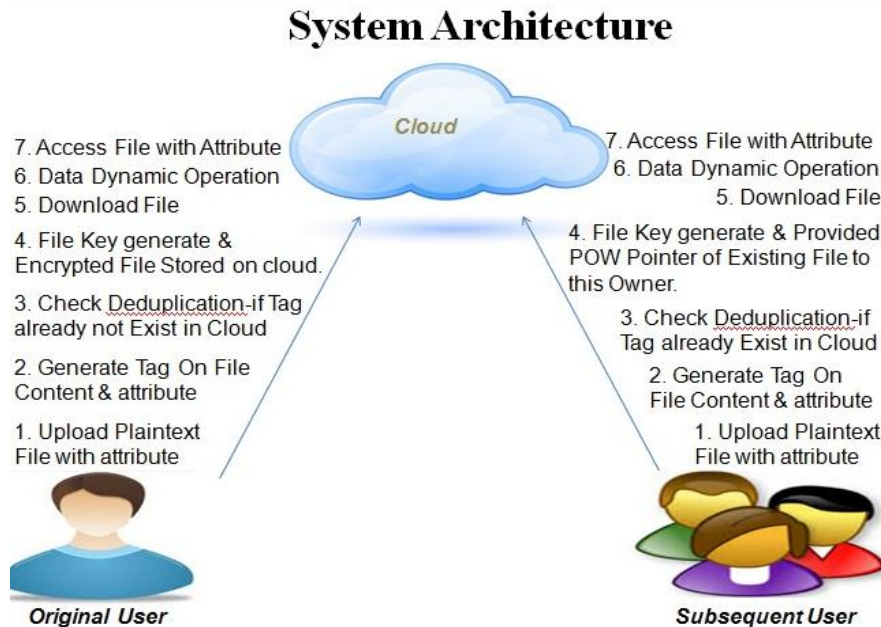 System Architecture
Cloud
7. Access File with Attribute
6. Data Dynamic Operation
5. Download File
4. File Key generate &
Encrypted File Stored on cloud.
3. Check Deduplication-if Tag
already not Exist in Cloud
2. Generate Tag On File
Content & attribute
1. Upload Plaintext
File with attribute
Original User
7. Access File with Attribute
6. Data Dynamic Operation
5. Download File
4. File Key generate & Provided
POW Pointer of Existing File to
this Owner.
3. Check Deduplication-if
Tag already Exist in Cloud
2. Generate Tag On
File Content & attribute
1. Upload Plaintext
File with attribute
Subsequent User